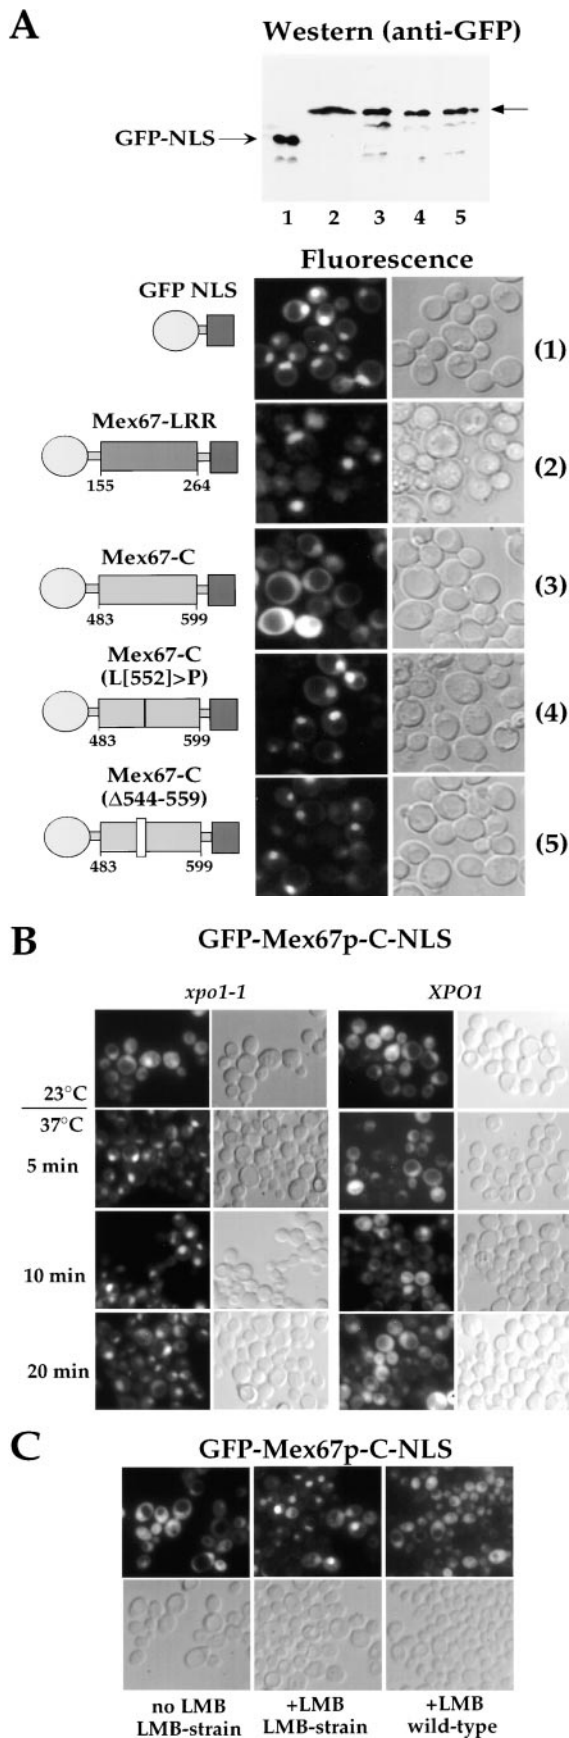 A
Western (anti-GFP)
GFP-NLS
1 2 3 4 5
Fluorescence
GFP NLS
(1)
Mex67-LRR
155 264
(2)
Mex67-C
483 599
(3)
Mex67-C
(L[552]>P)
483 599
(4)
Mex67-C
(Δ544-559)
483 599
(5)
B
GFP-Mex67p-C-NLS
xpo1-1 XPO1
23°C
37°C
5 min
10 min
20 min
C
GFP-Mex67p-C-NLS
no LMB +LMB +LMB
LMB-strain LMB-strain wild-type